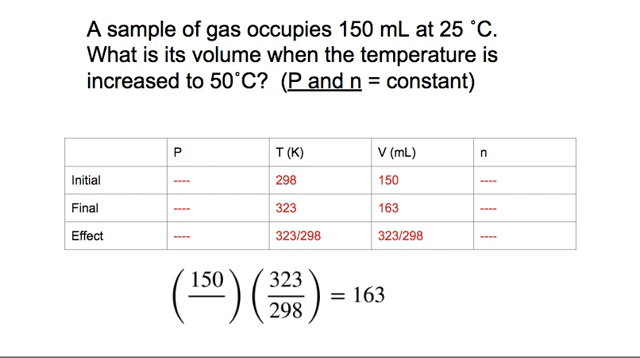 A sample of gas occupies 150 mL at 25 ˚C.
What is its volume when the temperature is
increased to 50˚C?  (P and n = constant)
P T (K) V (mL) n
Initial ---- 298 150 ----
Final ---- 323 163 ----
Effect ---- 323/298 323/298 ----
(150/ ) (323/298) = 163